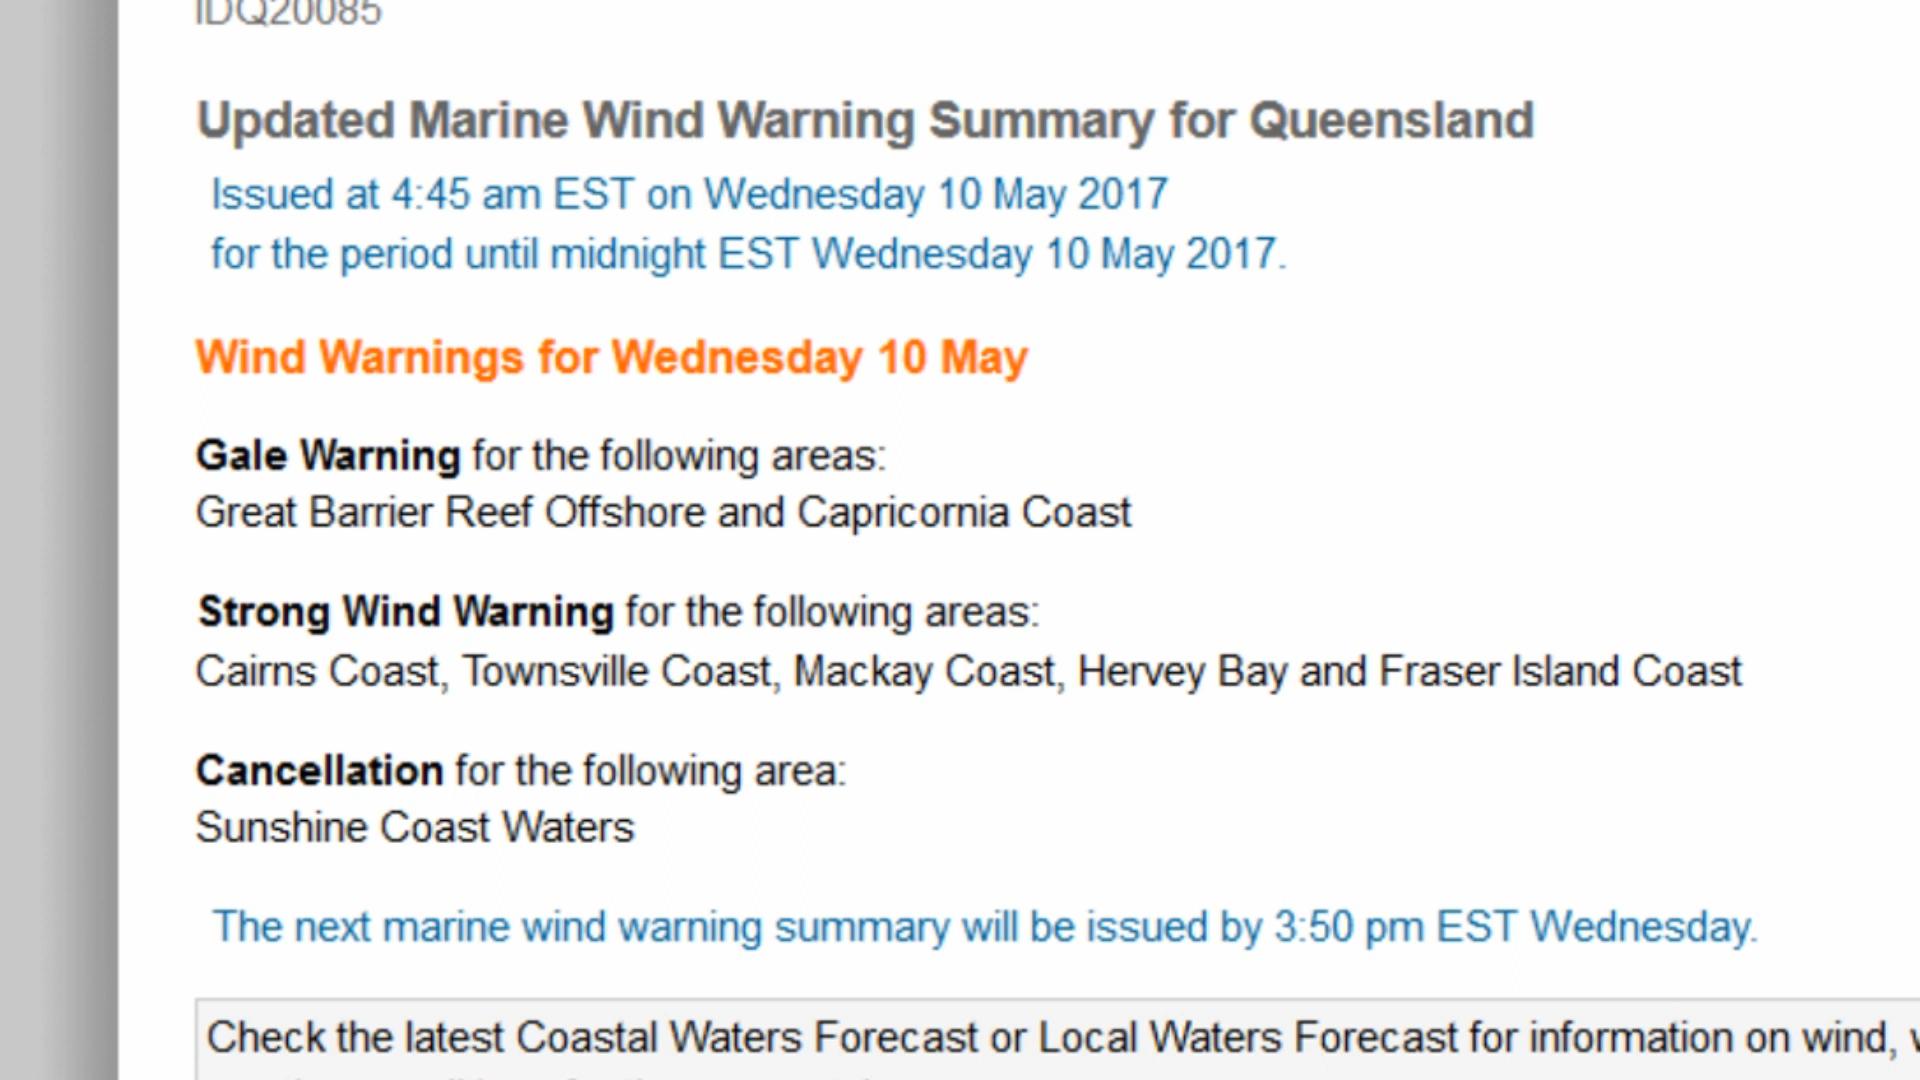 IDQ20085
Updated Marine Wind Warning Summary for Queensland
Issued at 4:45 am EST on Wednesday 10 May 2017
for the period until midnight EST Wednesday 10 May 2017.
Wind Warnings for Wednesday 10 May
Gale Warning for the following areas:
Great Barrier Reef Offshore and Capricornia Coast
Strong Wind Warning for the following areas:
Cairns Coast, Townsville Coast, Mackay Coast, Hervey Bay and Fraser Island Coast
Cancellation for the following area:
Sunshine Coast Waters
The next marine wind warning summary will be issued by 3:50 pm EST Wednesday.
Check the latest Coastal Waters Forecast or Local Waters Forecast for information on wind,